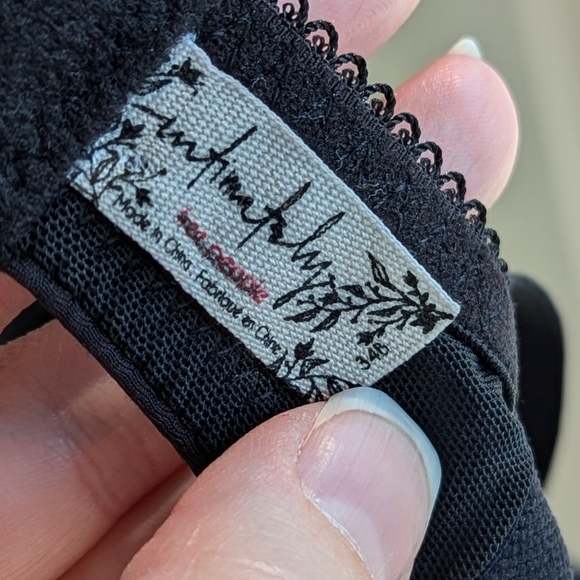 intimately
free people
Made in China . Fabriqué en Chine
34B